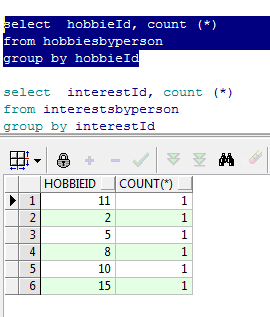 select  hobbieId, count (*)
from hobbiesbyperson
group by hobbieId
select  interestId, count (*)
from interestsbyperson
group by interestId
HOBBIEID COUNT(*)
1 11 1
2 2 1
3 5 1
4 8 1
5 10 1
6 15 1